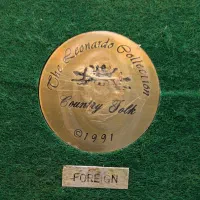 The Leonardo Collection
Country Folk
©1991
FOREIGN